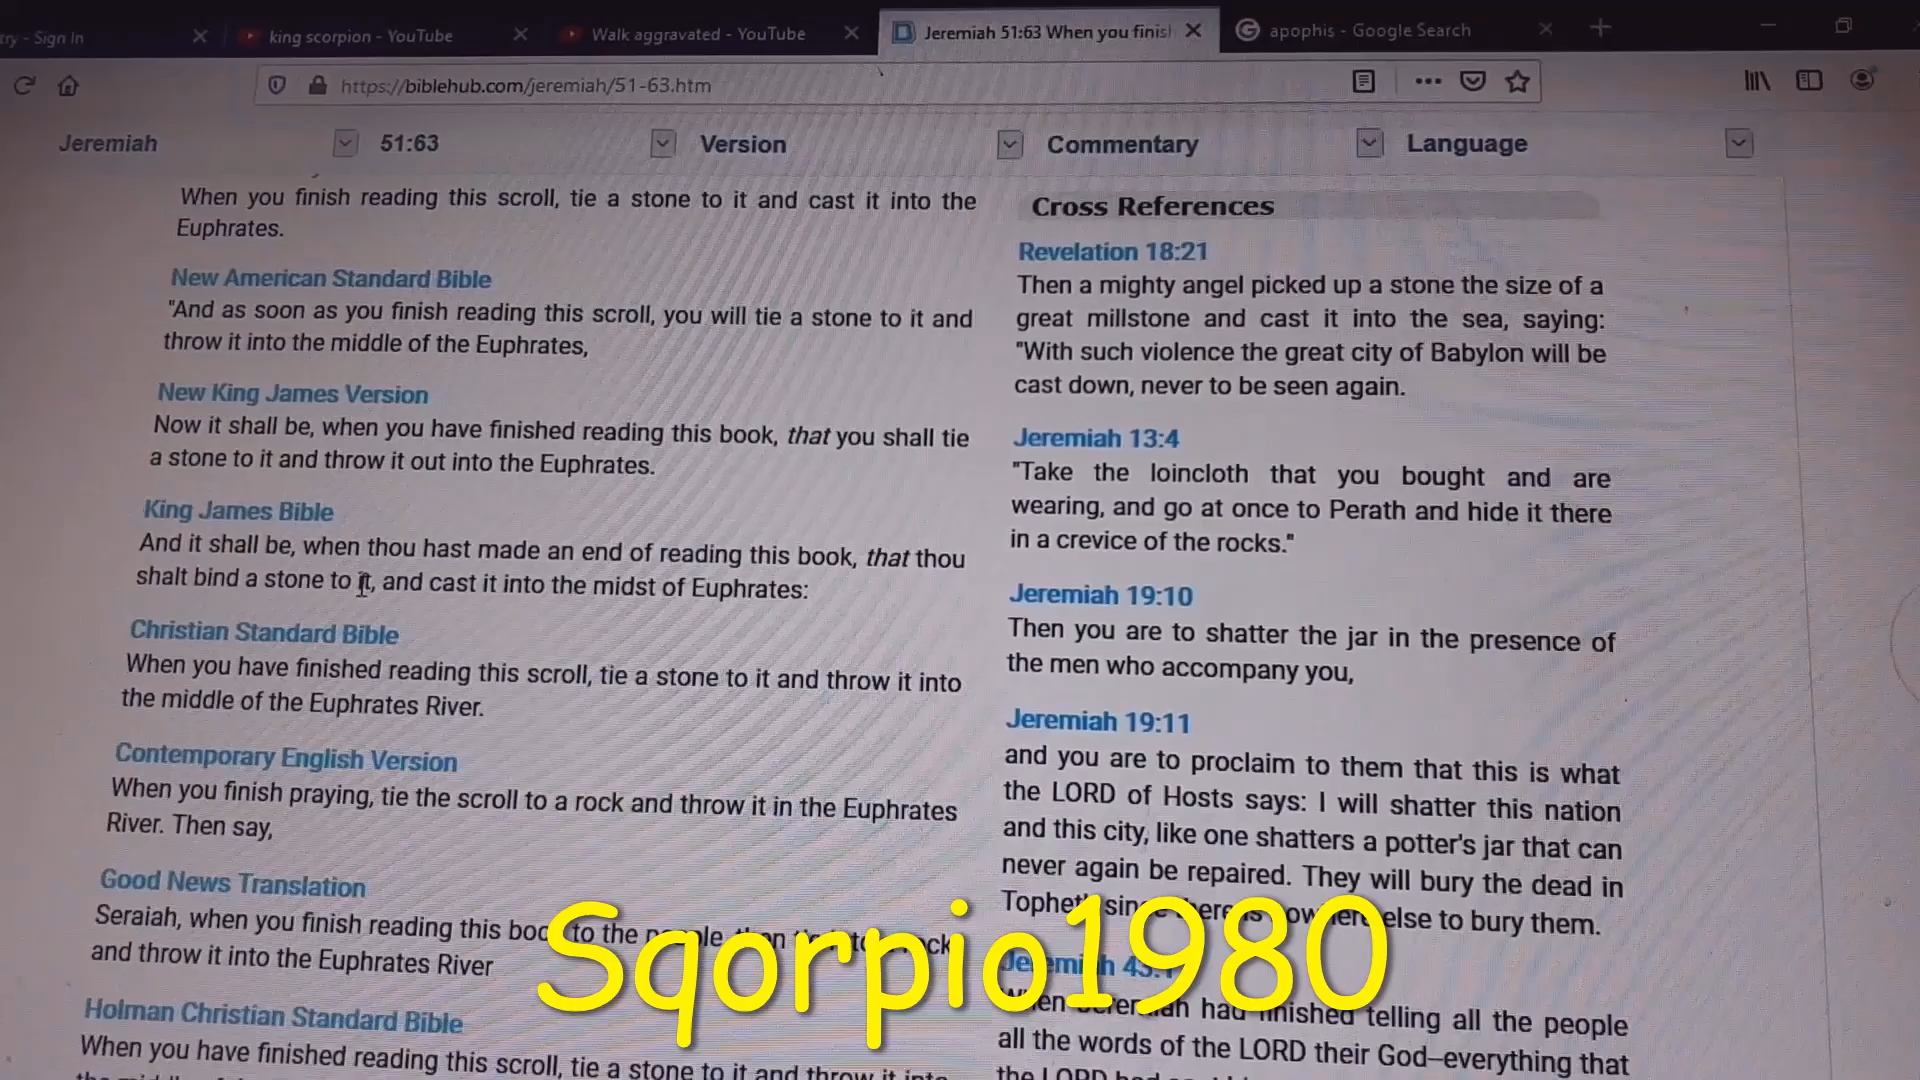 try - Sign In
king scorpion - YouTube
Walk aggravated - YouTube
Jeremiah 51:63 When you finis
apophis - Google Search
https://biblehub.com/jeremiah/51-63.htm
Jeremiah
51:63
Version
Commentary
Language
When you finish reading this scroll, tie a stone to it and cast it into the
Euphrates.
New American Standard Bible
"And as soon as you finish reading this scroll, you will tie a stone to it and
throw it into the middle of the Euphrates,
New King James Version
Now it shall be, when you have finished reading this book, that you shall tie
a stone to it and throw it out into the Euphrates.
King James Bible
And it shall be, when thou hast made an end of reading this book, that thou
shalt bind a stone to it, and cast it into the midst of Euphrates:
Christian Standard Bible
When you have finished reading this scroll, tie a stone to it and throw it into
the middle of the Euphrates River.
Contemporary English Version
When you finish praying, tie the scroll to a rock and throw it in the Euphrates
River. Then say,
Good News Translation
Seraiah, when you finish reading this to the
and throw it into the Euphrates River
Holman Christian Standard Bible
When you have finished reading this scroll, tie a stone to it and throw it into
Cross References
Revelation 18:21
Then a mighty angel picked up a stone the size of a
great millstone and cast it into the sea, saying:
"With such violence the great city of Babylon will be
cast down, never to be seen again.
Jeremiah 13:4
"Take the loincloth that you bought and are
wearing, and go at once to Perath and hide it there
in a crevice of the rocks."
Jeremiah 19:10
Then you are to shatter the jar in the presence of
the men who accompany you,
Jeremiah 19:11
and you are to proclaim to them that this is what
the LORD of Hosts says: I will shatter this nation
and this city, like one shatters a potter's jar that can
never again be repaired. They will bury the dead in
Topheth since there is nowhere else to bury them.
Jeremiah
When Jeremiah had finished telling all the people
all the words of the LORD their God–everything that
the LORD had
Sqorpio1980